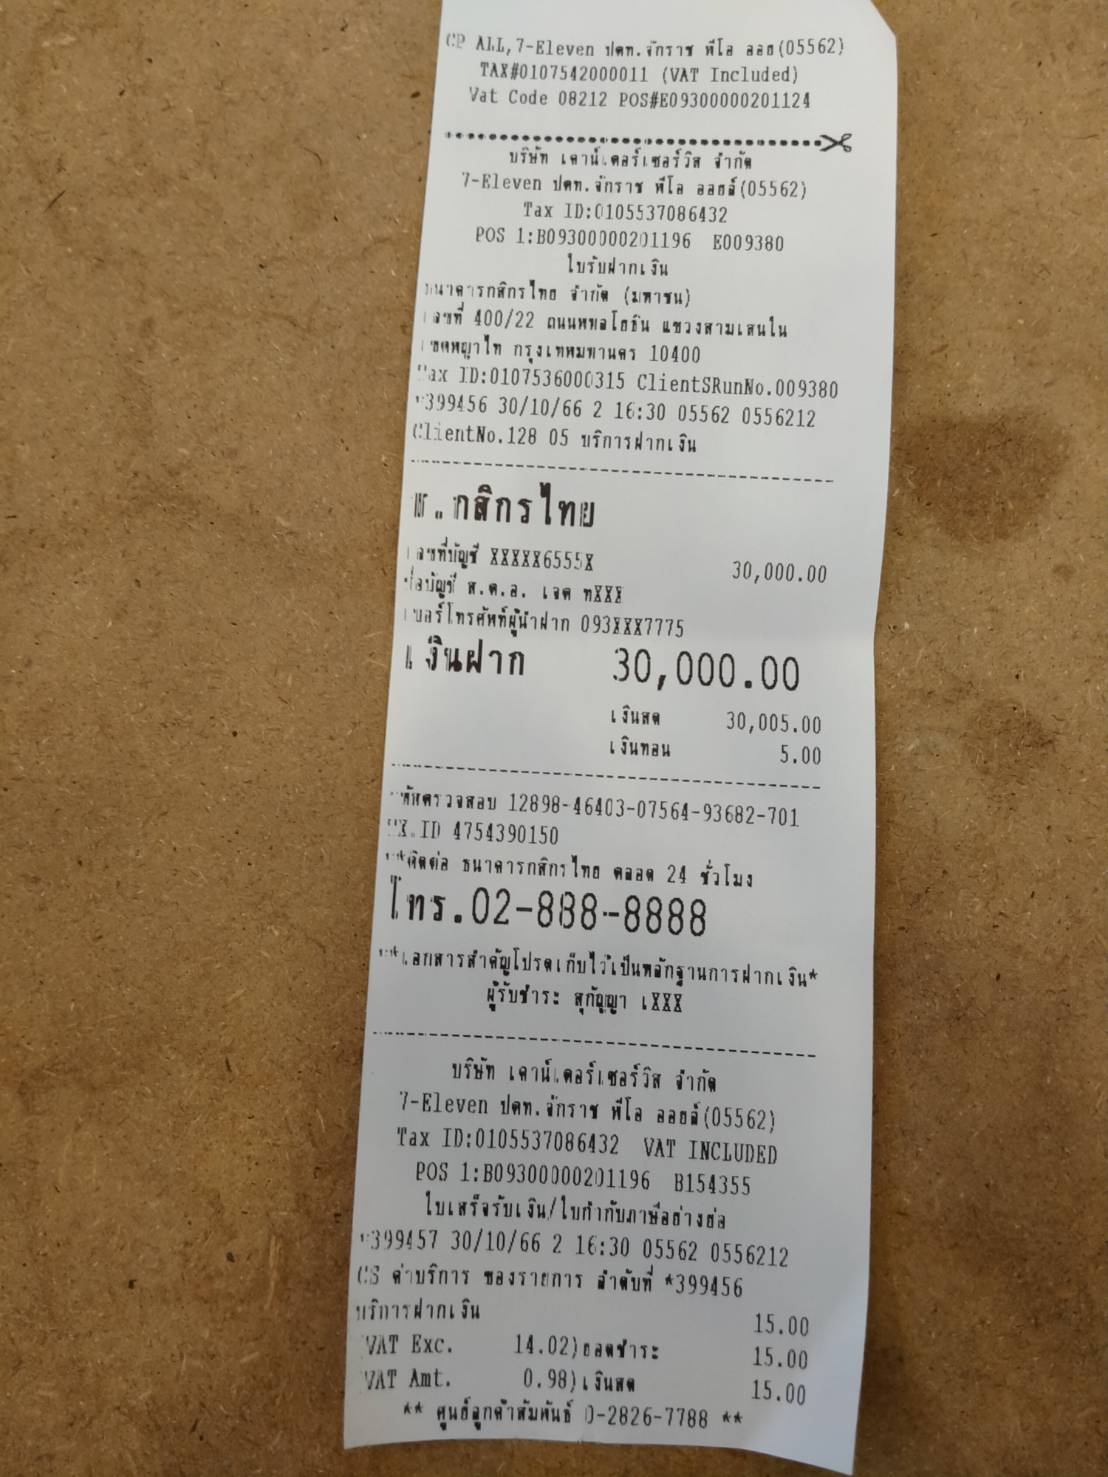 CP ALL,7-Eleven ปตท.จักราช พีโอ ออย(05562)
TAX#0107542000011 (VAT Included)
Vat Code 08212 POS#E09300000201124
บริษัท เคาน์เตอร์เซอร์วิส จำกัด
7-Eleven ปตท.จักราช พีโอ ออยล์(05562)
Tax ID:0105537086432
POS 1:B09300000201196 E009380
ใบรับฝากเงิน
ธนาคารกสิกรไทย จำกัด (มหาชน)
เลขที่ 400/22 ถนนพหลโยธิน แขวงสามเสนใน
เขตพญาไท กรุงเทพมหานคร 10400
Tax ID:0107536000315 ClientSRunNo.009380
*399456 30/10/66 2 16:30 05562 0556212
ClientNo.128 05 บริการฝากเงิน
ธ.กสิกรไทย
เลขที่บัญชี XXXXX6555X 30,000.00
ชื่อบัญชี ส.ต.อ. เจต ทXXX
เบอร์โทรศัพท์ผู้นำฝาก 093XXX7775
เงินฝาก 30,000.00
เงินสด 30,005.00
เงินทอน 5.00
รหัสตรวจสอบ 12898-46403-07564-93682-701
TX.ID 4754390150
**ติดต่อ ธนาคารกสิกรไทย ตลอด 24 ชั่วโมง
โทร.02-888-8888
**เอกสารสำคัญโปรดเก็บไว้เป็นหลักฐานการฝากเงิน*
ผู้รับชำระ สุกัญญา เXXX
บริษัท เคาน์เตอร์เซอร์วิส จำกัด
7-Eleven ปตท.จักราช พีโอ ออยล์(05562)
Tax ID:0105537086432 VAT INCLUDED
POS 1:B09300000201196 B154355
ใบเสร็จรับเงิน/ใบกำกับภาษีอย่างย่อ
*399457 30/10/66 2 16:30 05562 0556212
CS ค่าบริการ ของรายการ ลำดับที่ *399456
บริการฝากเงิน 15.00
VAT Exc. 14.02)ยอดชำระ 15.00
VAT Amt. 0.98)เงินสด 15.00
** ศูนย์ลูกค้าสัมพันธ์ 0-2826-7788 **